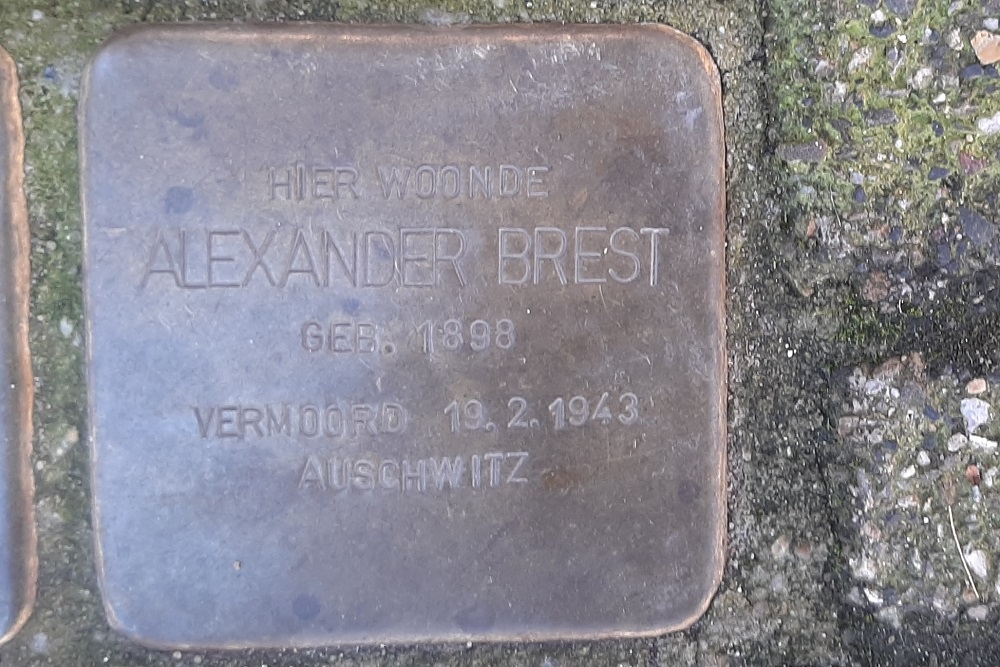 HIER WOONDE
ALEXANDER BREST
GEB. 1898
VERMOORD 19.2.1943
AUSCHWITZ